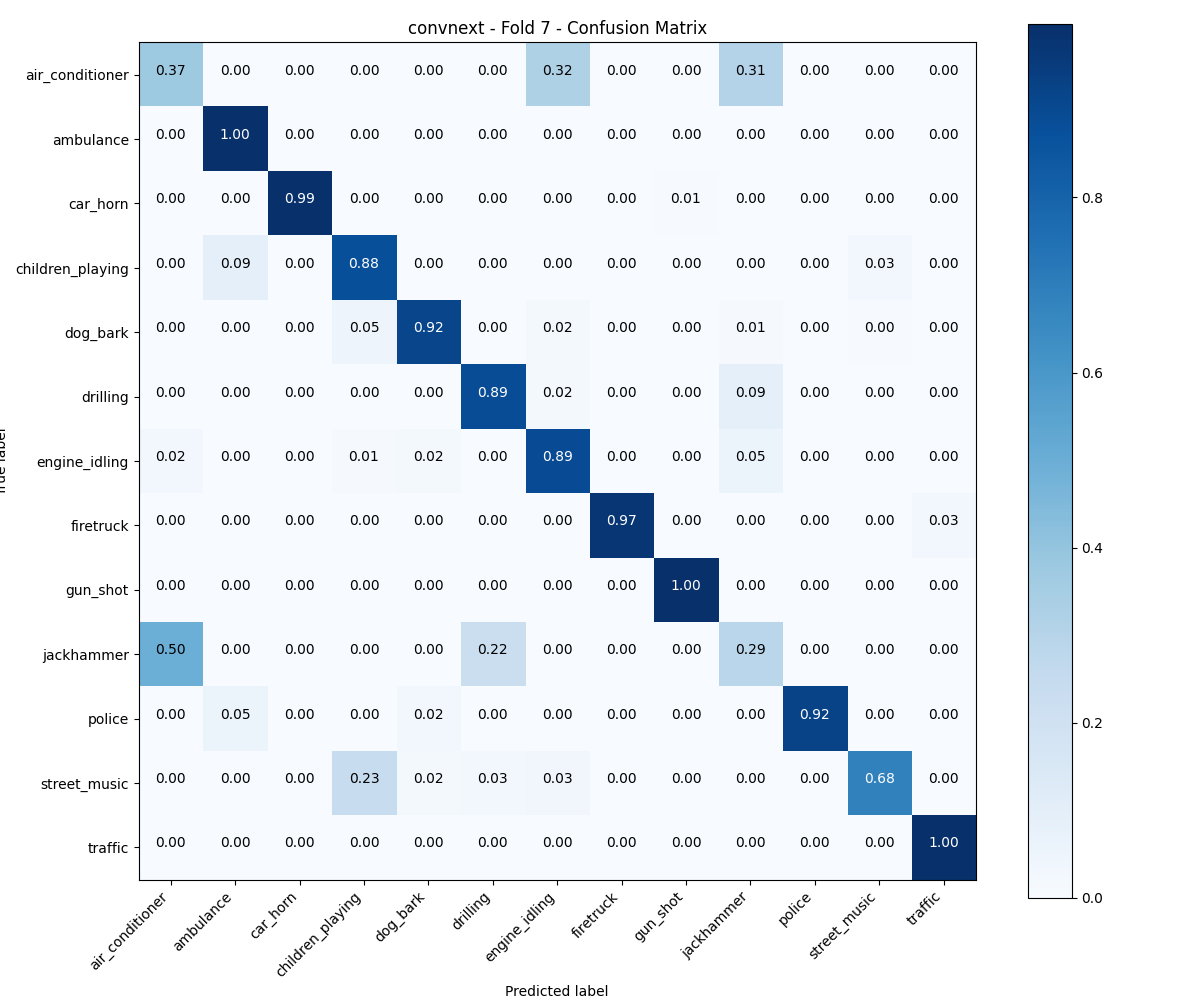 convnext - Fold 7 - Confusion Matrix
air_conditioner 0.37 0.00 0.00 0.00 0.00 0.00 0.32 0.00 0.00 0.31 0.00 0.00 0.00
ambulance 0.00 1.00 0.00 0.00 0.00 0.00 0.00 0.00 0.00 0.00 0.00 0.00 0.00
car_horn 0.00 0.00 0.99 0.00 0.00 0.00 0.00 0.00 0.01 0.00 0.00 0.00 0.00
children_playing 0.00 0.09 0.00 0.88 0.00 0.00 0.00 0.00 0.00 0.00 0.00 0.03 0.00
dog_bark 0.00 0.00 0.00 0.05 0.92 0.00 0.02 0.00 0.00 0.01 0.00 0.00 0.00
drilling 0.00 0.00 0.00 0.00 0.00 0.89 0.02 0.00 0.00 0.09 0.00 0.00 0.00
engine_idling 0.02 0.00 0.00 0.01 0.02 0.00 0.89 0.00 0.00 0.05 0.00 0.00 0.00
firetruck 0.00 0.00 0.00 0.00 0.00 0.00 0.00 0.97 0.00 0.00 0.00 0.00 0.03
gun_shot 0.00 0.00 0.00 0.00 0.00 0.00 0.00 0.00 1.00 0.00 0.00 0.00 0.00
jackhammer 0.50 0.00 0.00 0.00 0.00 0.22 0.00 0.00 0.00 0.29 0.00 0.00 0.00
police 0.00 0.05 0.00 0.00 0.02 0.00 0.00 0.00 0.00 0.00 0.92 0.00 0.00
street_music 0.00 0.00 0.00 0.23 0.02 0.03 0.03 0.00 0.00 0.00 0.00 0.68 0.00
traffic 0.00 0.00 0.00 0.00 0.00 0.00 0.00 0.00 0.00 0.00 0.00 0.00 1.00
air_conditioner ambulance car_horn children_playing dog_bark drilling engine_idling firetruck gun_shot jackhammer police street_music traffic
Predicted label
0.8
0.6
0.4
0.2
0.0